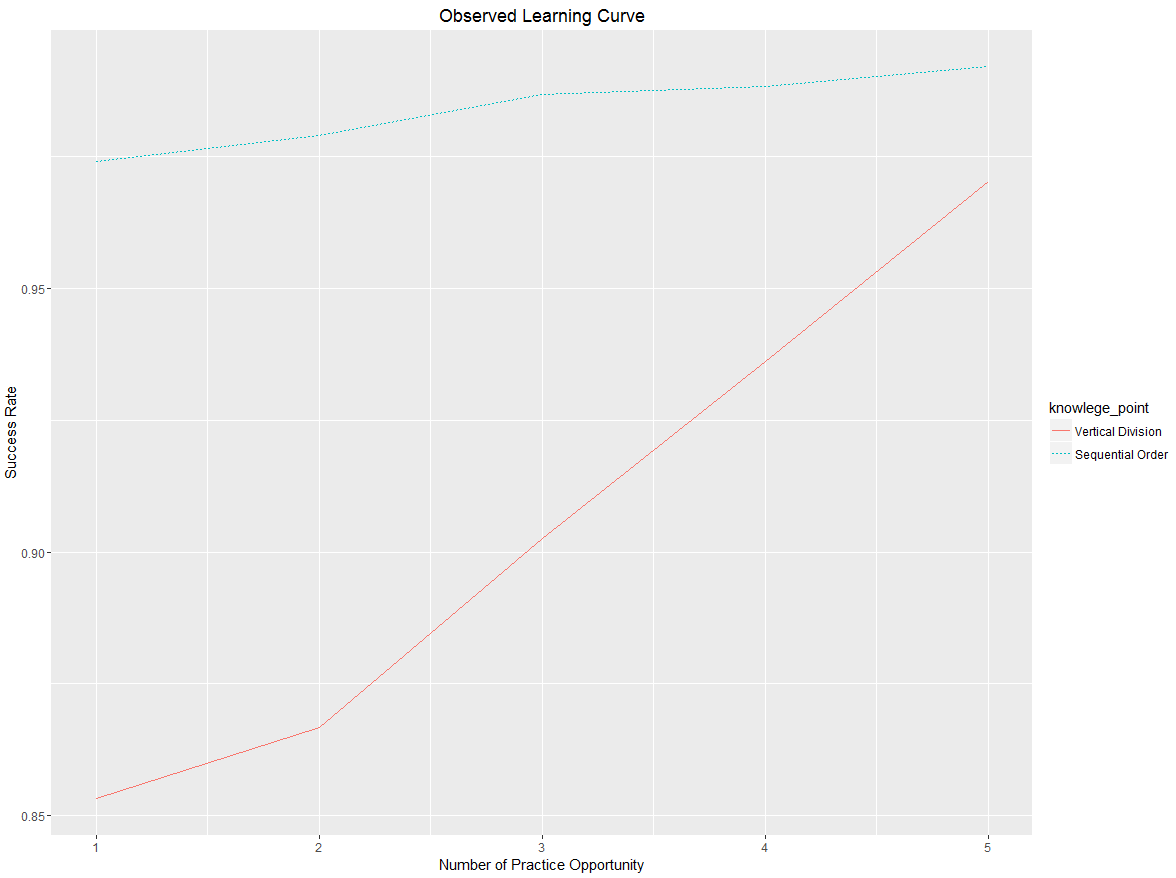 Observed Learning Curve
Success Rate
0.95
0.90
0.85
1 2 3 4 5
Number of Practice Opportunity
knowlege_point
Vertical Division
Sequential Order